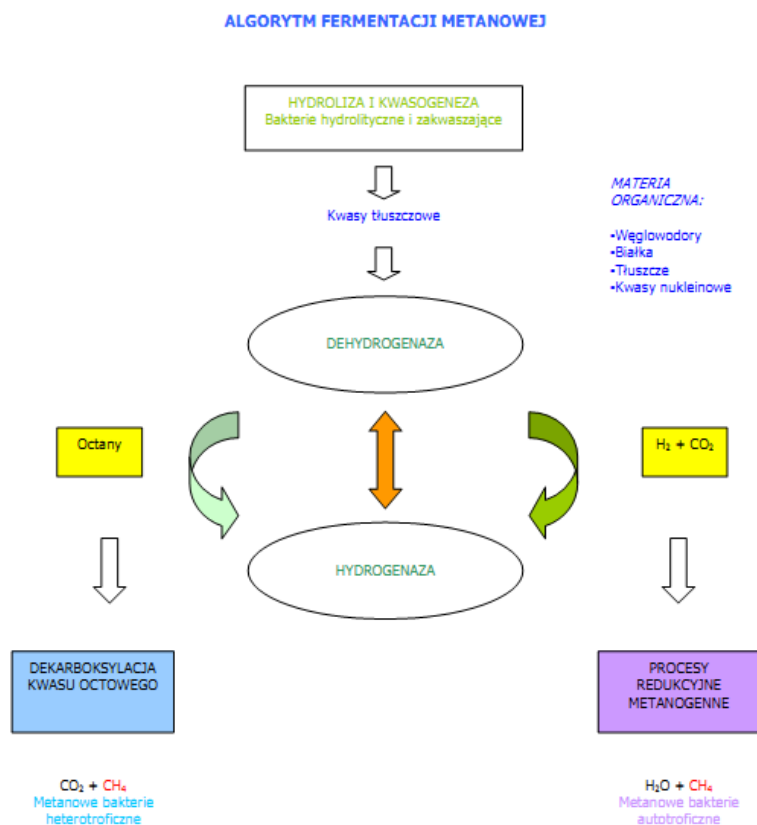 ALGORYTM FERMENTACJI METANOWEJ
HYDROLIZA I KWASOGENEZA
Bakterie hydrolityczne i zakwaszające
Kwasy tłuszczowe
MATERIA
ORGANICZNA:
▪Węglowodory
▪Białka
▪Tłuszcze
▪Kwasy nukleinowe
DEHYDROGENAZA
Octany
H₂ + CO₂
HYDROGENAZA
DEKARBOKSYLACJA
KWASU OCTOWEGO
PROCESY
REDUKCYJNE
METANOGENNE
CO₂ + CH₄
Metanowe bakterie
heterotroficzne
H₂O + CH₄
Metanowe bakterie
autotroficzne